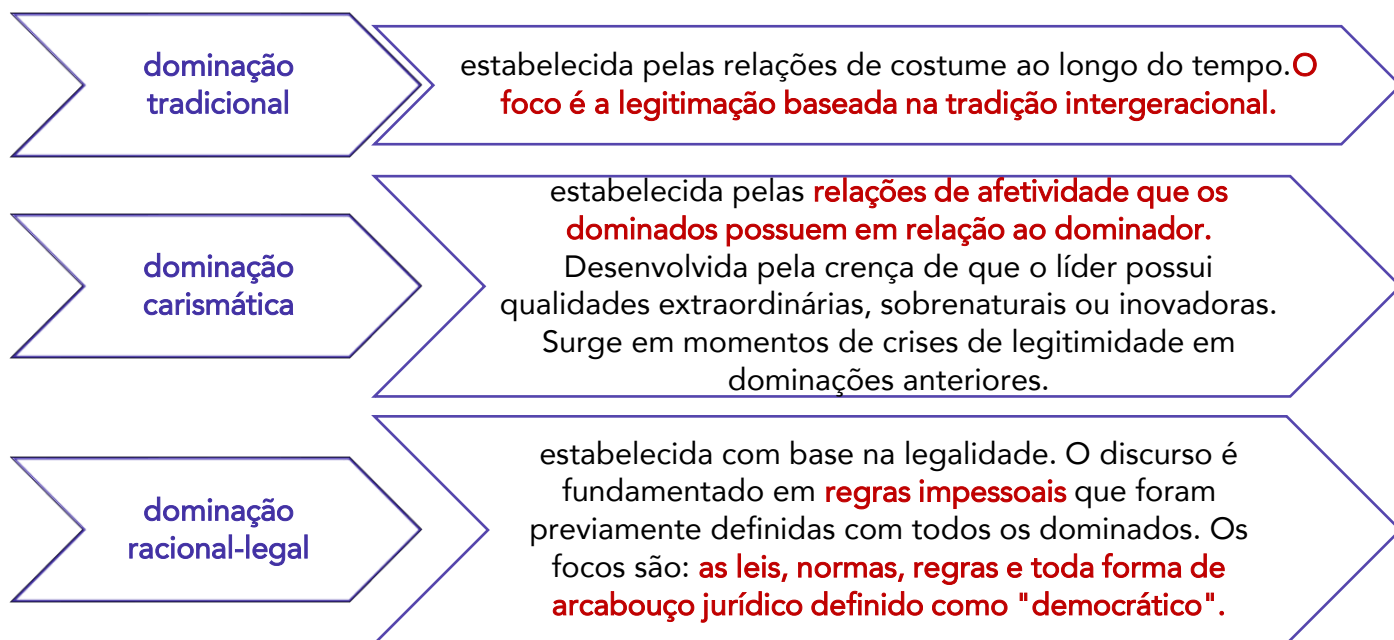 dominação
tradicional
estabelecida pelas relações de costume ao longo do tempo.O
foco é a legitimação baseada na tradição intergeracional.
dominação
carismática
estabelecida pelas relações de afetividade que os
dominados possuem em relação ao dominador.
Desenvolvida pela crença de que o líder possui
qualidades extraordinárias, sobrenaturais ou inovadoras.
Surge em momentos de crises de legitimidade em
dominações anteriores.
dominação
racional-legal
estabelecida com base na legalidade. O discurso é
fundamentado em regras impessoais que foram
previamente definidas com todos os dominados. Os
focos são: as leis, normas, regras e toda forma de
arcabouço jurídico definido como "democrático".